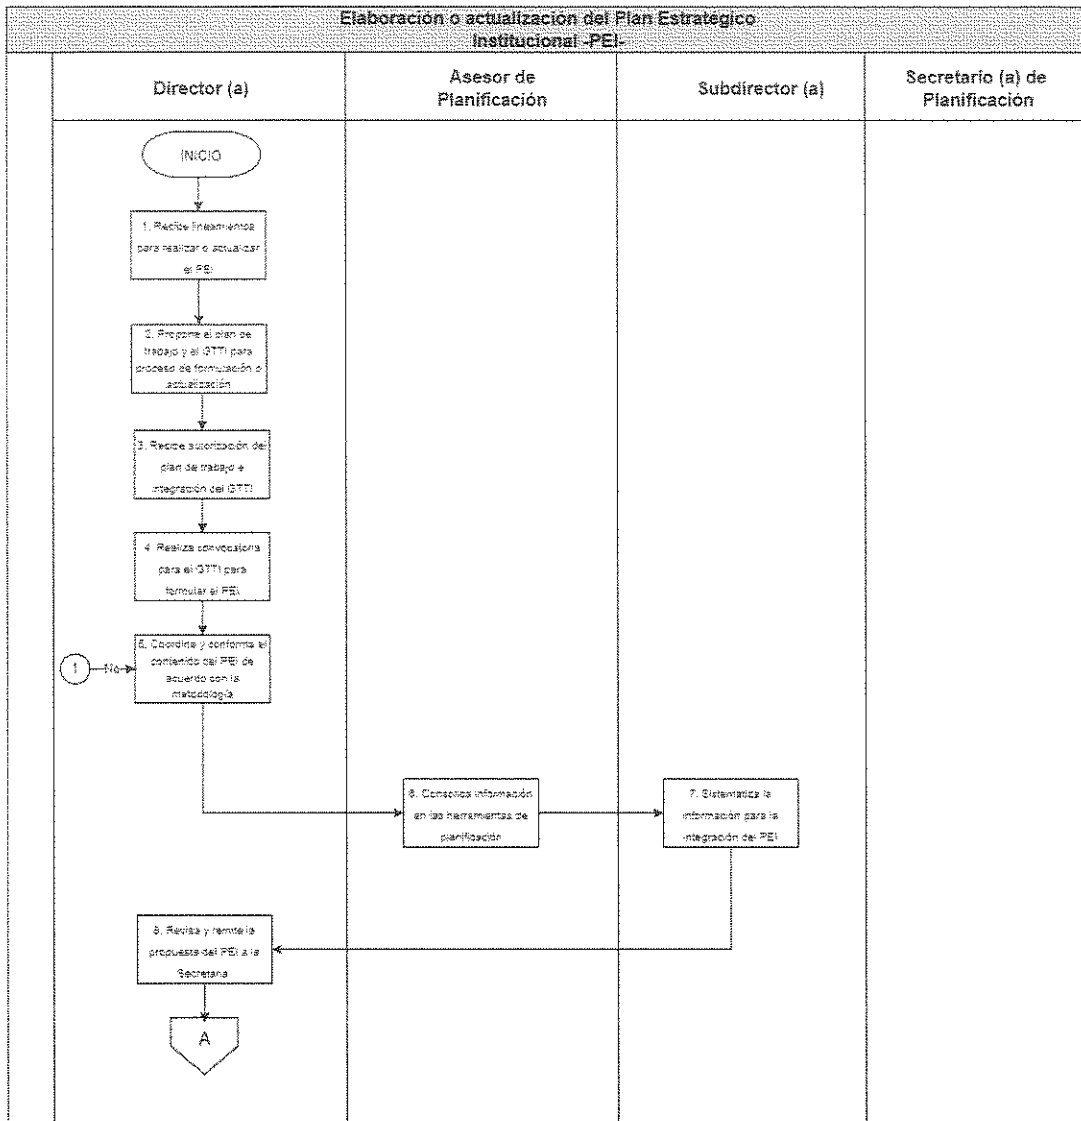 Elaboración o actualización del Plan Estratégico
Institucional -PEI-
Director (a)
Asesor de
Planificación
Subdirector (a)
Secretario (a) de
Planificación
INICIO
1. Recibe lineamientos
para realizar o actualizar
el PEI
2. Propone el plan de
trabajo y el GTTI para
proceso de formulación o
actualización
3. Recibe autorización del
plan de trabajo e
integración del GTTI
4. Realiza convocatoria
para el GTTI para
formular el PEI.
1
No
5. Coordina y conforma el
contenido del PEI de
acuerdo con la
metodología
6. Consolida información
en las herramientas de
planificación
7. Sistematiza la
información para la
integración del PEI
8. Revisa y remite la
propuesta del PEI a la
Secretaria
A